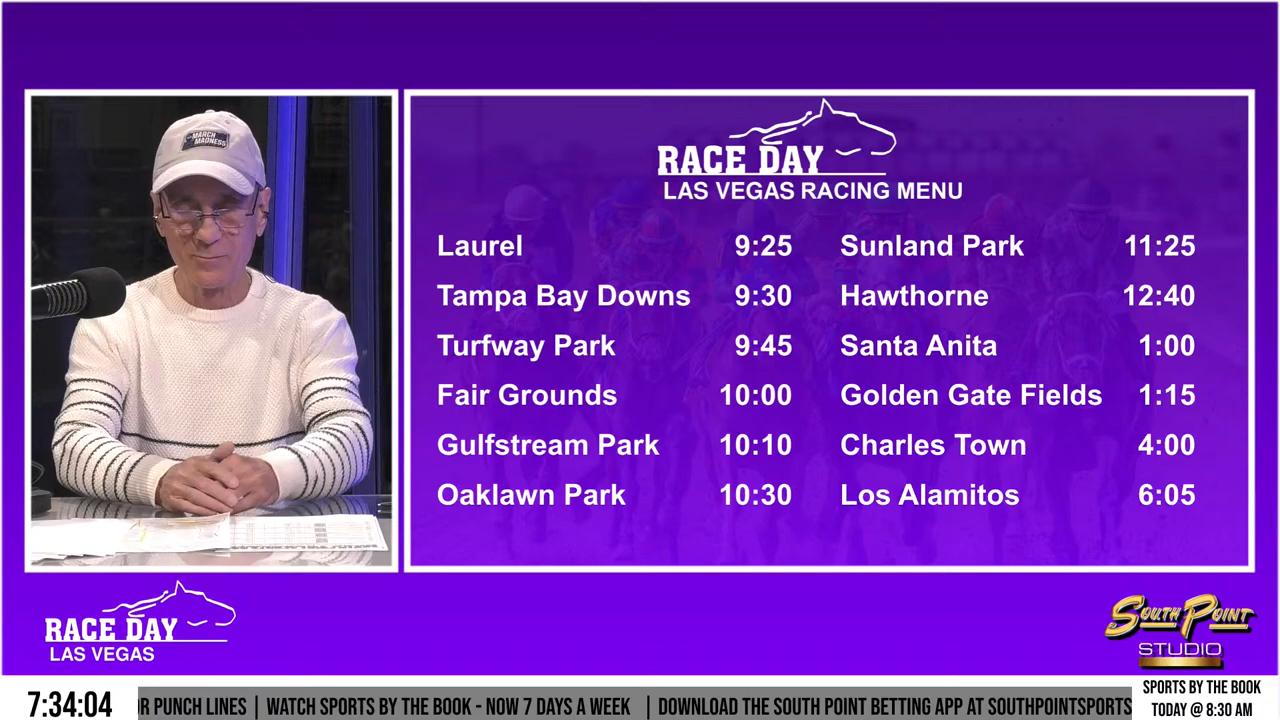 MARCH
MADNESS
RACE DAY
LAS VEGAS RACING MENU
Laurel 9:25
Tampa Bay Downs 9:30
Turfway Park 9:45
Fair Grounds 10:00
Gulfstream Park 10:10
Oaklawn Park 10:30
Sunland Park 11:25
Hawthorne 12:40
Santa Anita 1:00
Golden Gate Fields 1:15
Charles Town 4:00
Los Alamitos 6:05
RACE DAY
LAS VEGAS
SOUTH POINT
STUDIO
7:34:04
R PUNCH LINES | WATCH SPORTS BY THE BOOK - NOW 7 DAYS A WEEK | DOWNLOAD THE SOUTH POINT BETTING APP AT SOUTHPOINTSPORTS
SPORTS BY THE BOOK
TODAY @ 8:30 AM